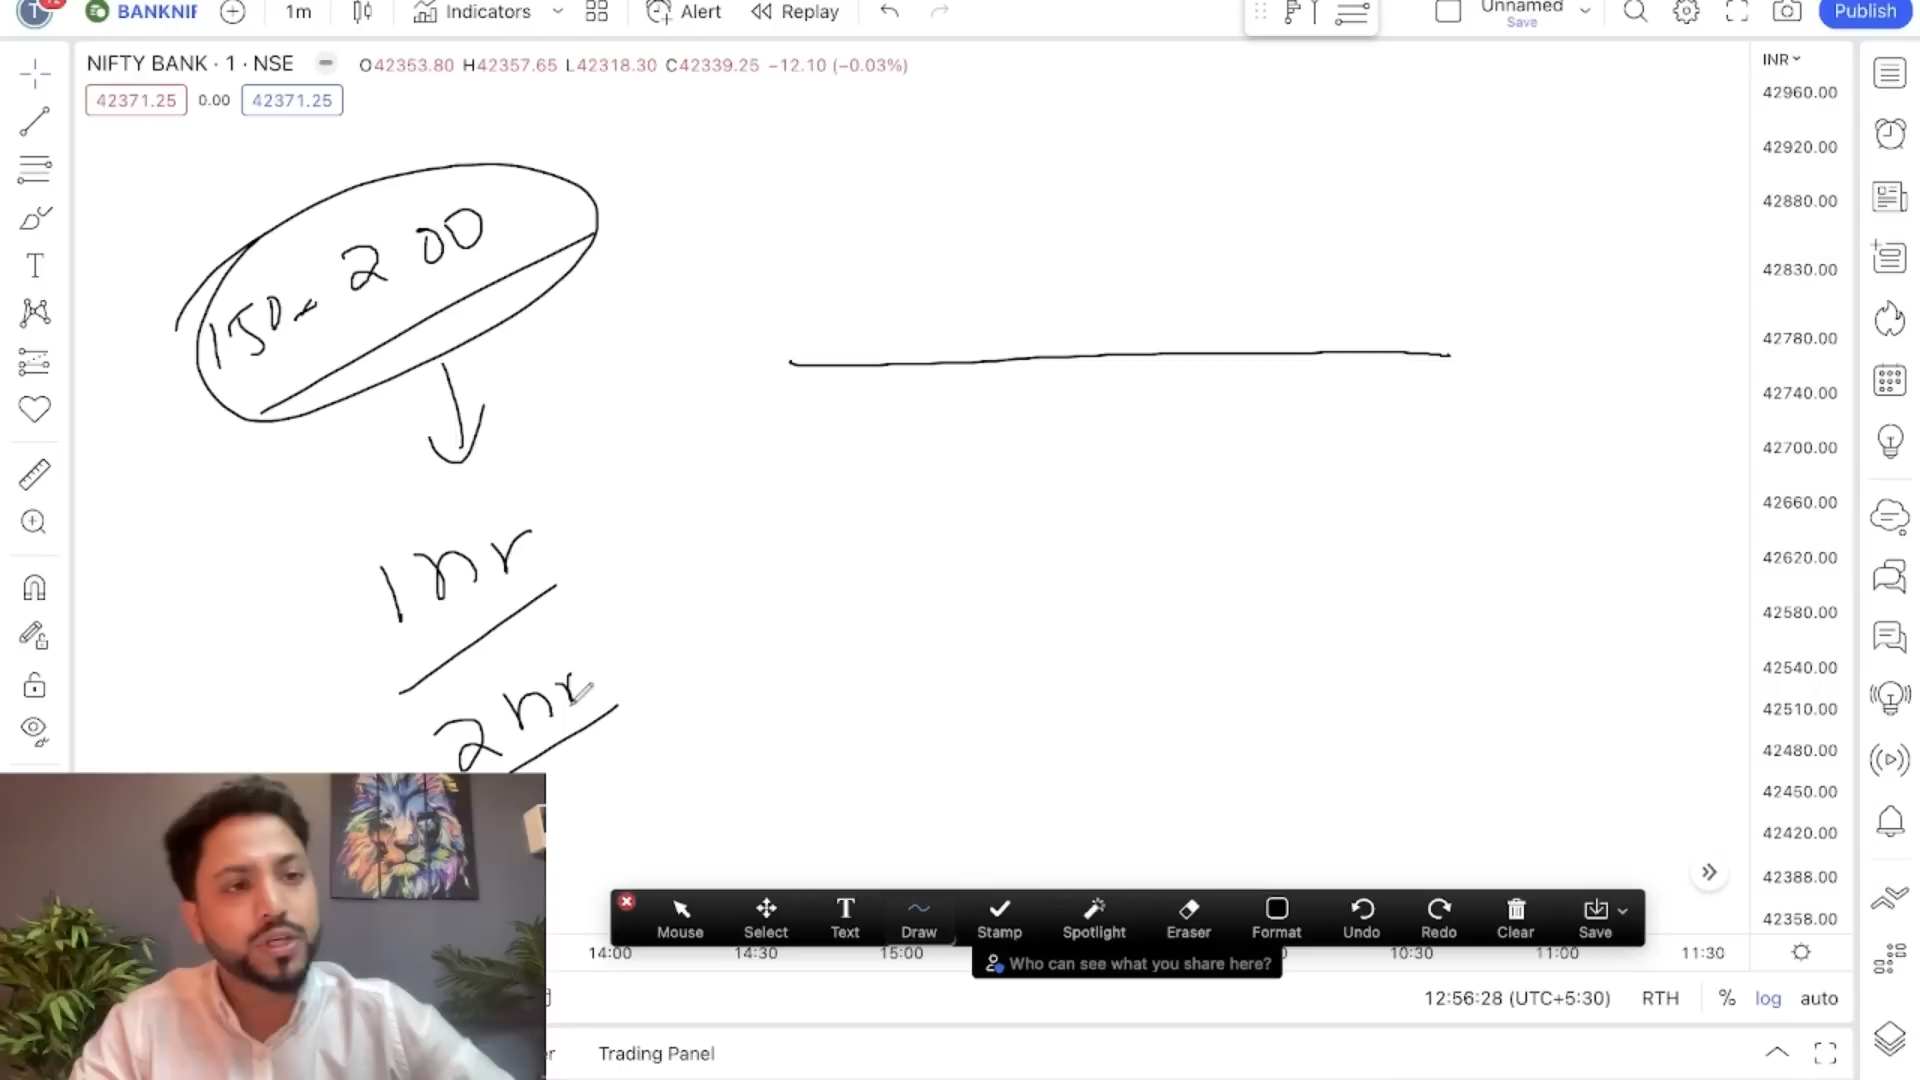 T
BANKNIF
1m
Indicators
Alert
Replay
Unnamed
Save
Publish
NIFTY BANK · 1 · NSE
O42353.80 H42357.65 L42318.30 C42339.25 −12.10 (−0.03%)
INR
42371.25 0.00 42371.25
42960.00
42920.00
42880.00
42830.00
42780.00
42740.00
42700.00
42660.00
42620.00
42580.00
42540.00
42510.00
42480.00
42450.00
42420.00
42388.00
42358.00
150-200
1hr
2hr
Mouse Select Text Draw Stamp Spotlight Eraser Format Undo Redo Clear Save
Who can see what you share here?
14:00 14:30 15:00 10:30 11:00 11:30
12:56:28 (UTC+5:30) RTH % log auto
Trading Panel